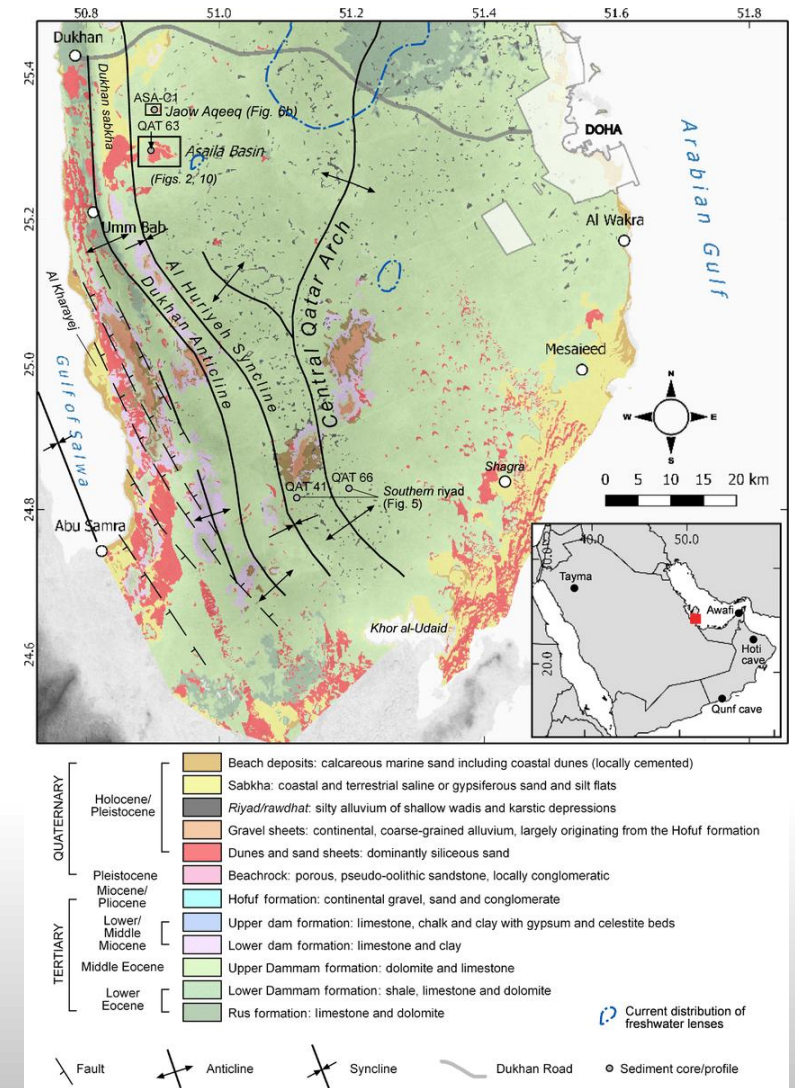 50.8
51.0
51.2
51.4
51.6
51.8
25.4
25.2
25.0
24.8
24.6
Dukhan
Dukhan sabkha
ASA-C1
Jaow Aqeeq (Fig. 6b)
QAT 63
Asaila Basin
(Figs. 2, 10)
DOHA
Arabian Gulf
Umm Bab
Al Wakra
Central Qatar Arch
Al Huriyeh Syncline
Dukhan Anticline
Al Kharayej
Gulf of Salwa
Mesaieed
N
W
E
S
0 5 10 15 20 km
Shagra
QAT 41
QAT 66
Southern riyad
(Fig. 5)
Abu Samra
Khor al-Udaid
40.0
50.0
30.0
20.0
Tayma
Awafi
Hoti
cave
Qunf cave
QUATERNARY
Holocene/
Pleistocene
Beach deposits: calcareous marine sand including coastal dunes (locally cemented)
Sabkha: coastal and terrestrial saline or gypsiferous sand and silt flats
Riyad/rawdhat: silty alluvium of shallow wadis and karstic depressions
Gravel sheets: continental, coarse-grained alluvium, largely originating from the Hofuf formation
Dunes and sand sheets: dominantly siliceous sand
Pleistocene
Beachrock: porous, pseudo-oolithic sandstone, locally conglomeratic
TERTIARY
Miocene/
Pliocene
Hofuf formation: continental gravel, sand and conglomerate
Lower/
Middle
Miocene
Upper dam formation: limestone, chalk and clay with gypsum and celestite beds
Lower dam formation: limestone and clay
Middle Eocene
Upper Dammam formation: dolomite and limestone
Lower
Eocene
Lower Dammam formation: shale, limestone and dolomite
Rus formation: limestone and dolomite
Current distribution of
freshwater lenses
Fault
Anticline
Syncline
Dukhan Road
Sediment core/profile